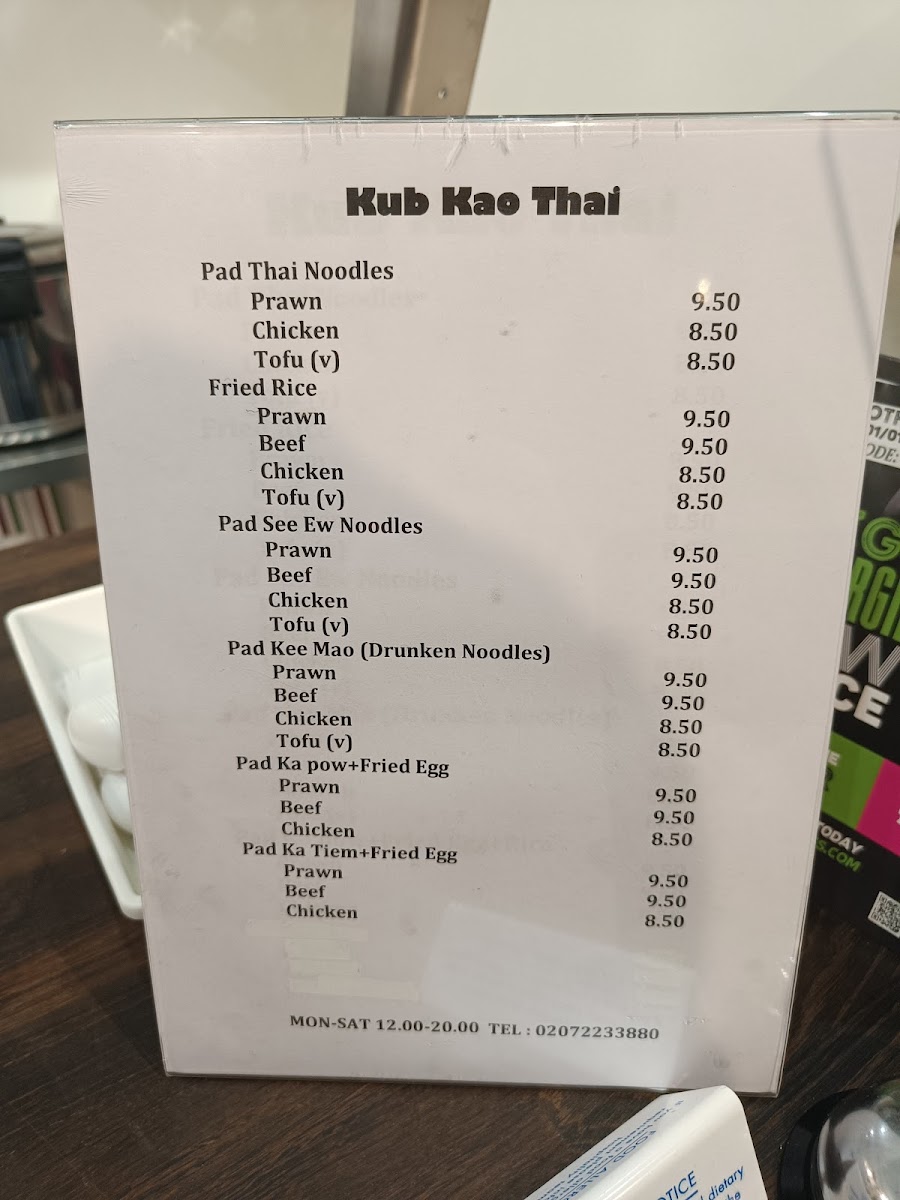 Kub Kao Thai
Pad Thai Noodles
Prawn 9.50
Chicken 8.50
Tofu (v) 8.50
Fried Rice
Prawn 9.50
Beef 9.50
Chicken 8.50
Tofu (v) 8.50
Pad See Ew Noodles
Prawn 9.50
Beef 9.50
Chicken 8.50
Tofu (v) 8.50
Pad Kee Mao (Drunken Noodles)
Prawn 9.50
Beef 9.50
Chicken 8.50
Tofu (v) 8.50
Pad Ka pow+Fried Egg
Prawn 9.50
Beef 9.50
Chicken 8.50
Pad Ka Tiem+Fried Egg
Prawn 9.50
Beef 9.50
Chicken 8.50
MON-SAT 12.00-20.00 TEL : 02072233880
TODAY
S.COM
dietary